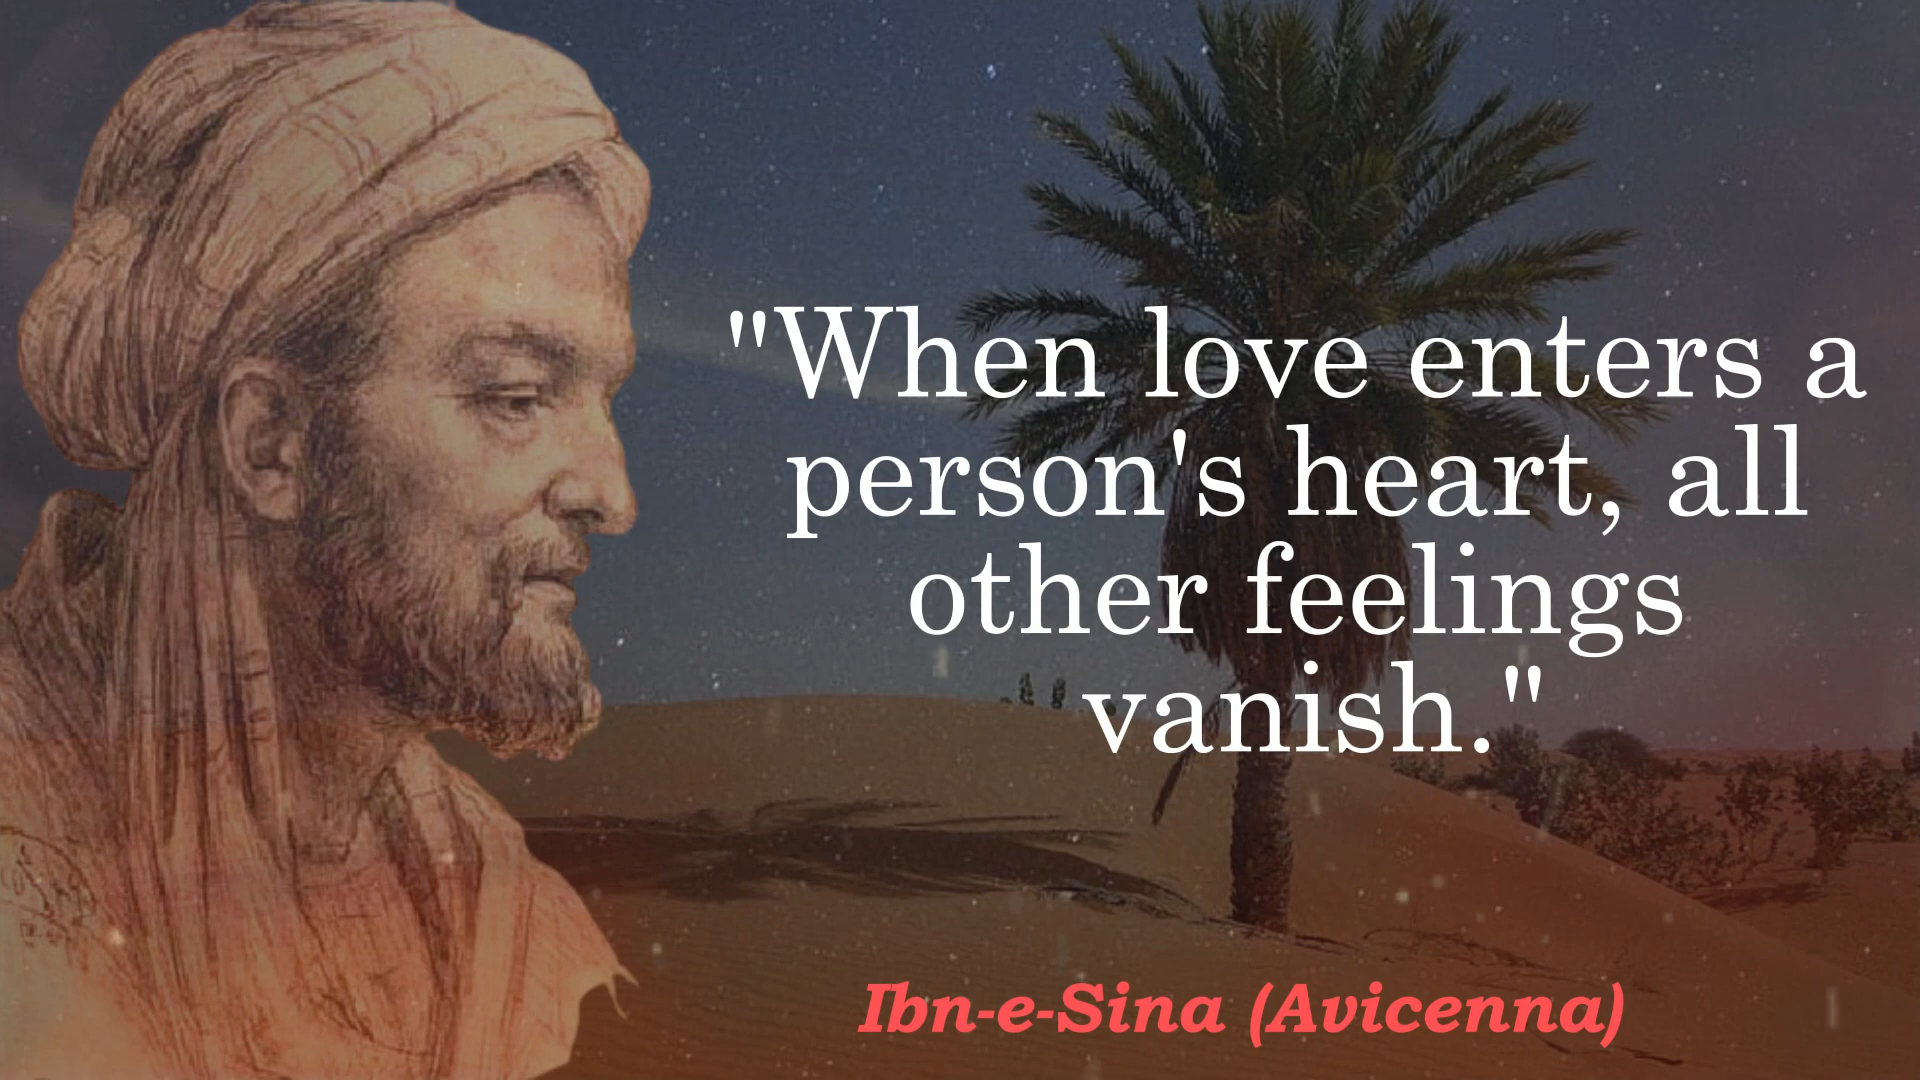 "When love enters a
person's heart, all
other feelings
vanish."
Ibn-e-Sina (Avicenna)